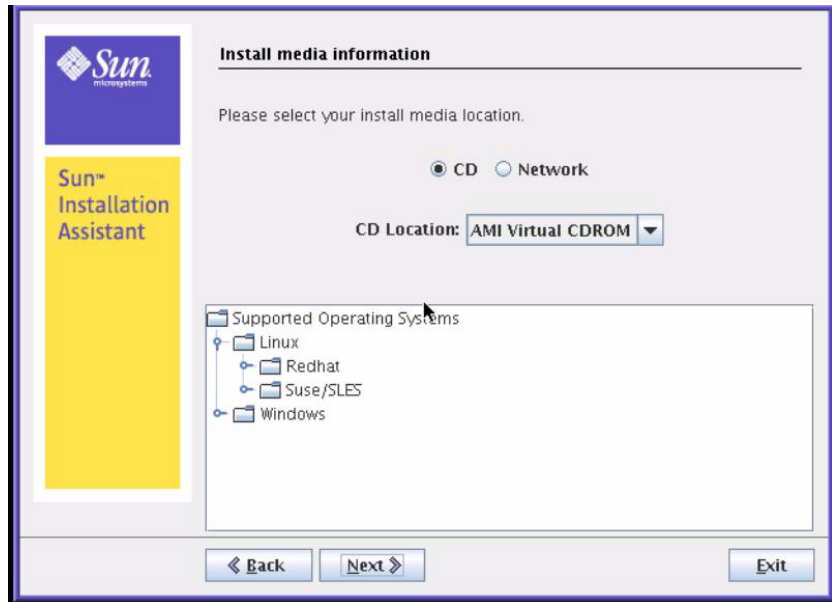 Sun
microsystems
Sun™
Installation
Assistant
Install media information
Please select your install media location.
CD Network
CD Location: AMI Virtual CDROM
Supported Operating Systems
Linux
Redhat
Suse/SLES
Windows
Back Next Exit